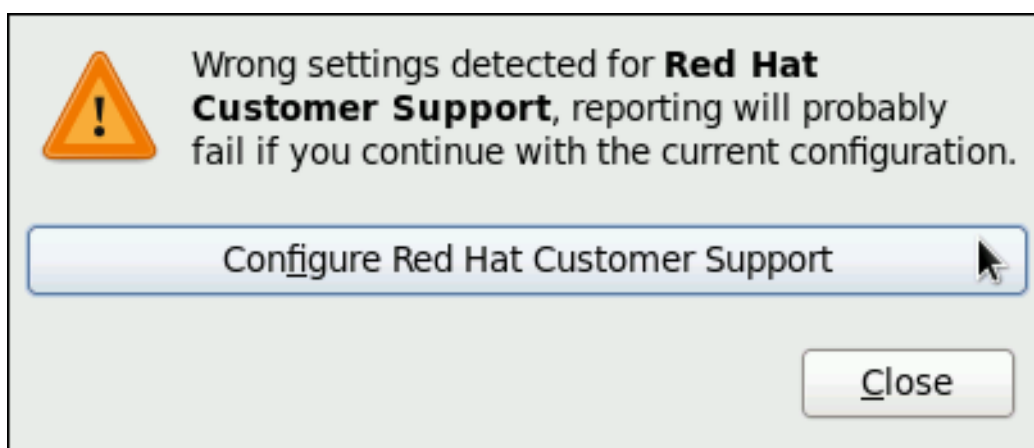 Wrong settings detected for Red Hat
Customer Support, reporting will probably
fail if you continue with the current configuration.
Configure Red Hat Customer Support
Close